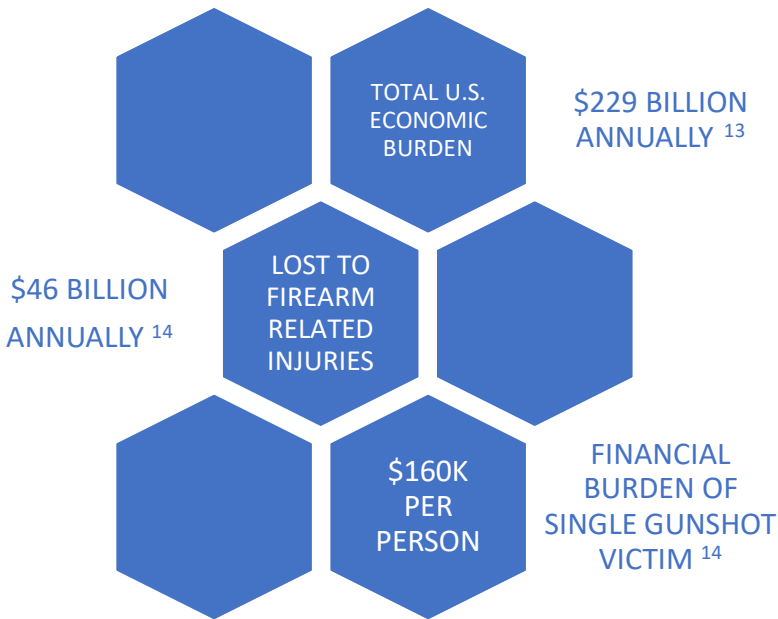 TOTAL U.S.
ECONOMIC
BURDEN
$229 BILLION
ANNUALLY 13
$46 BILLION
ANNUALLY 14
LOST TO
FIREARM
RELATED
INJURIES
$160K
PER
PERSON
FINANCIAL
BURDEN OF
SINGLE GUNSHOT
VICTIM 14